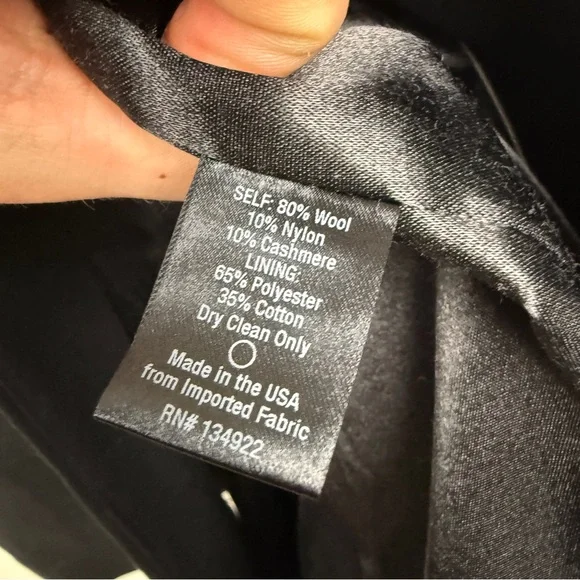 SELF: 80% Wool
10% Nylon
10% Cashmere
LINING:
65% Polyester
35% Cotton
Dry Clean Only
Made in the USA
from Imported Fabric
RN# 134922